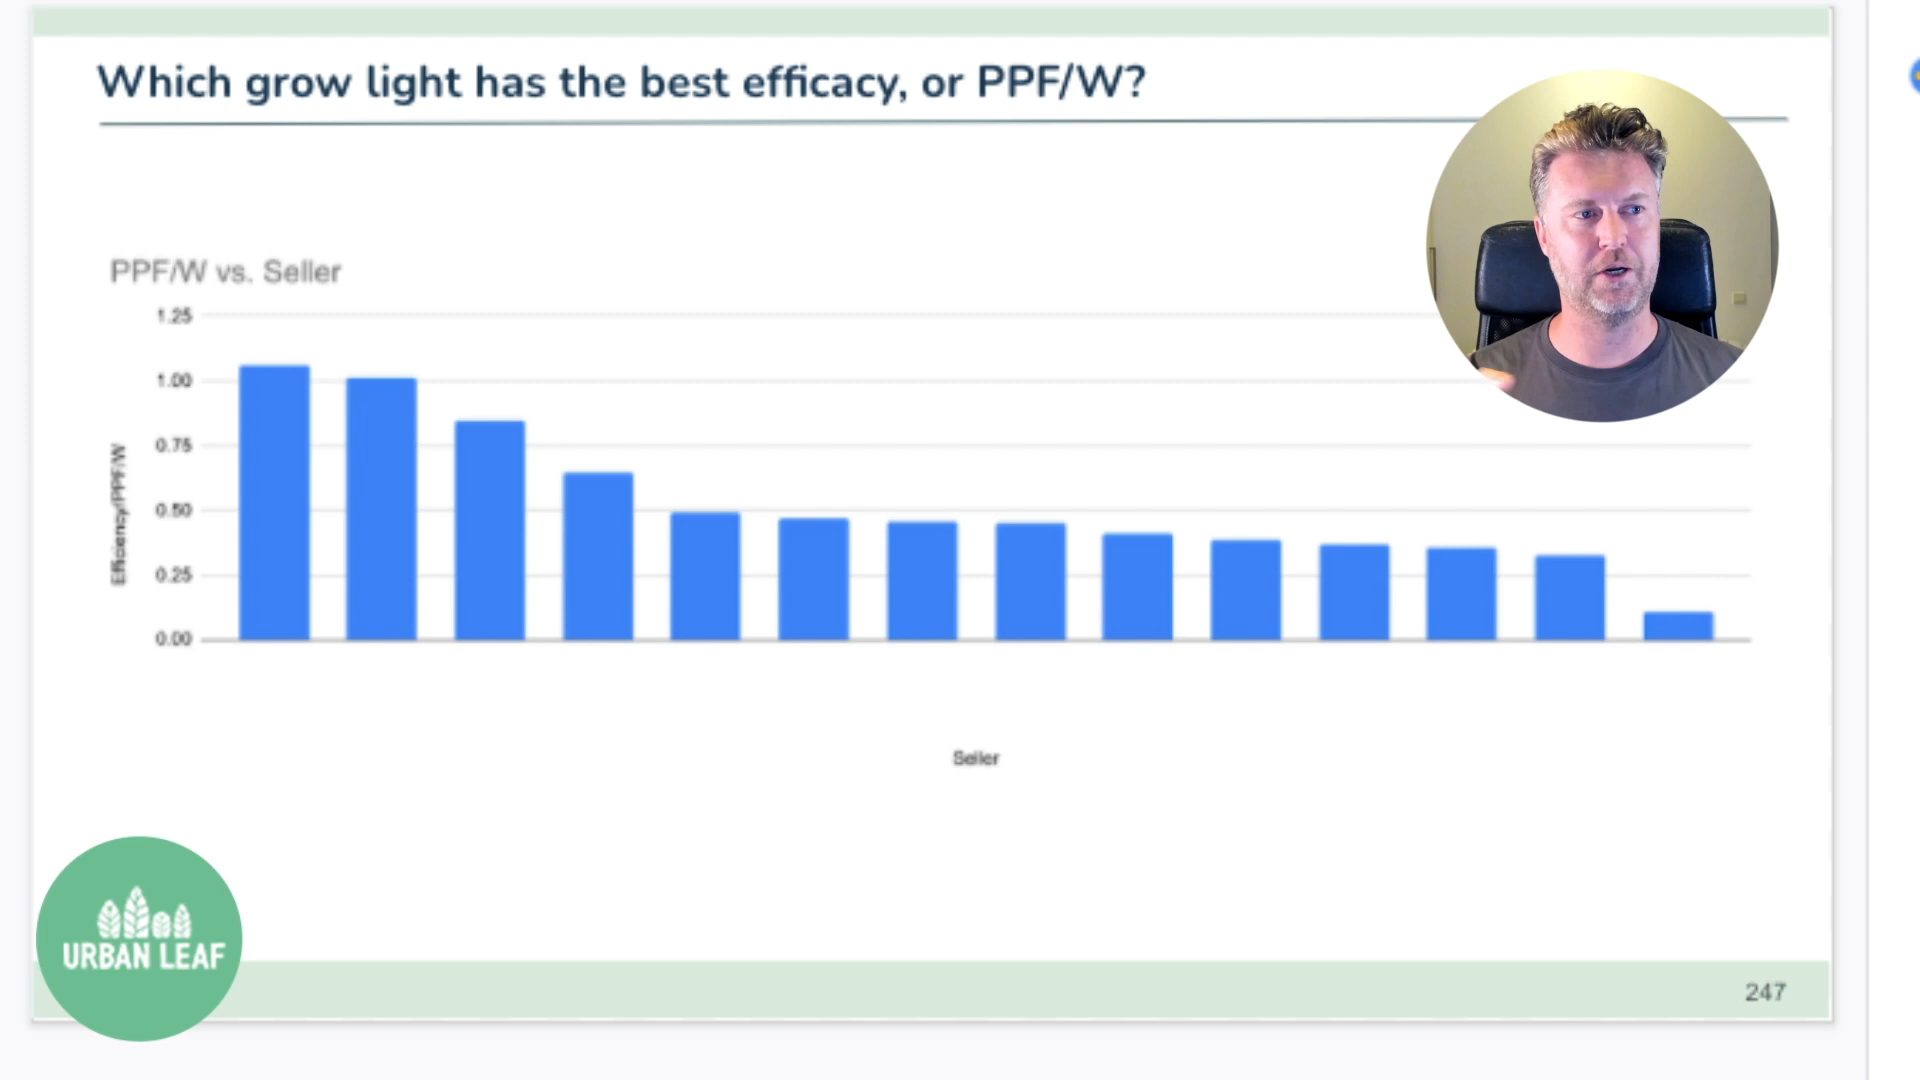 Which grow light has the best efficacy, or PPF/W?
PPF/W vs. Seller
1.25
1.00
0.75
0.50
0.25
0.00
Efficiency/PPF/W
Seller
URBAN LEAF
247